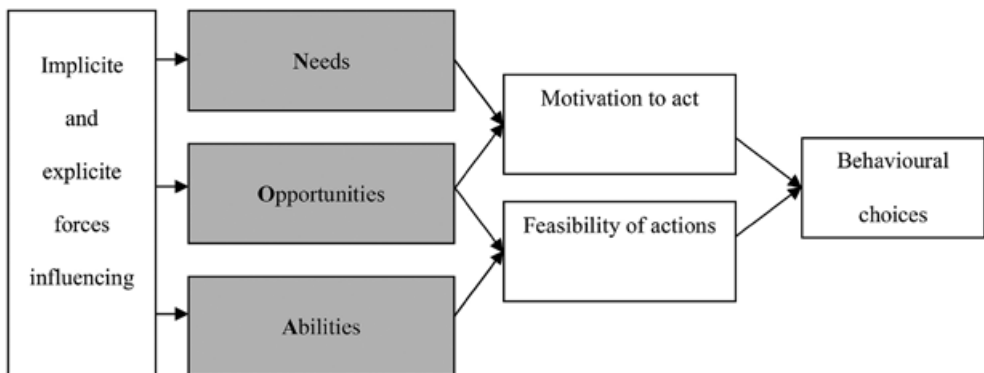 Implicite
and
explicite
forces
influencing
Needs
Opportunities
Abilities
Motivation to act
Feasibility of actions
Behavioural
choices